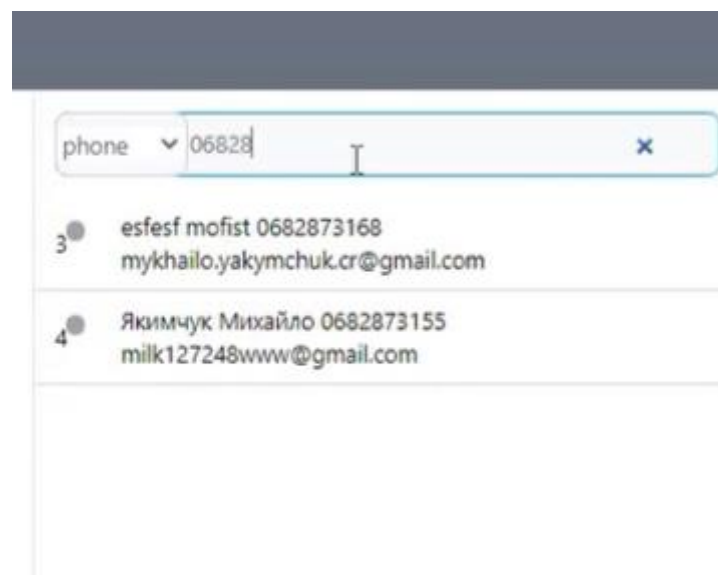 phone 06828
3 esfesf mofist 0682873168
mykhailo.yakymchuk.cr@gmail.com
4 Якимчук Михайло 0682873155
milk127248www@gmail.com